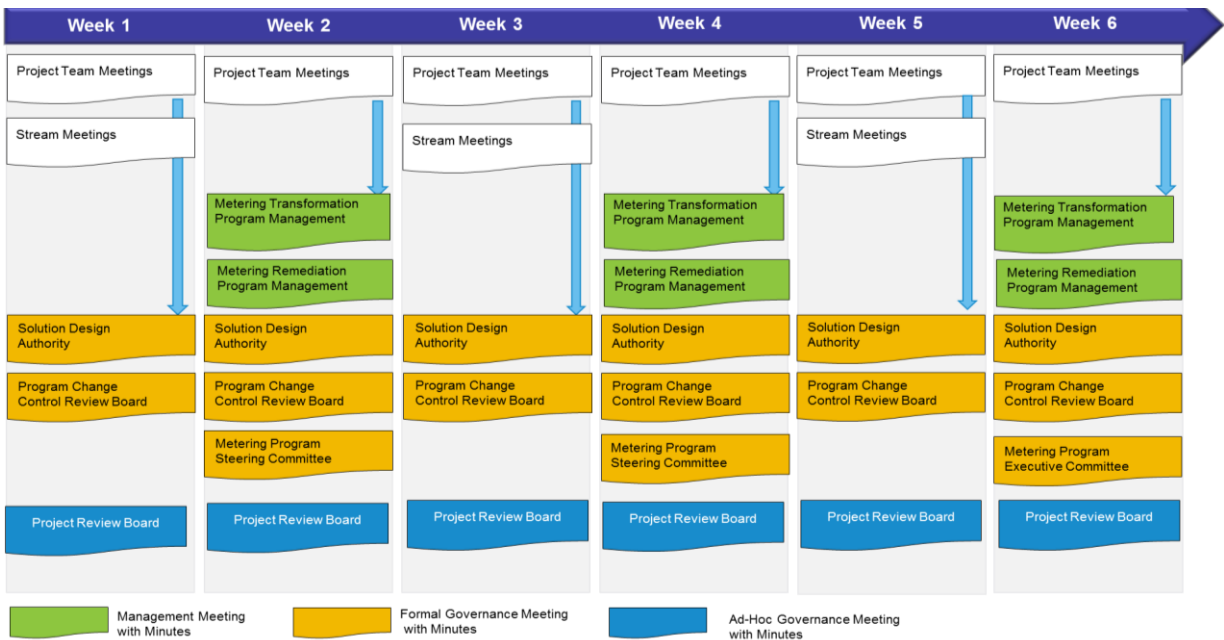 Week 1
Week 2
Week 3
Week 4
Week 5
Week 6
Project Team Meetings
Project Team Meetings
Project Team Meetings
Project Team Meetings
Project Team Meetings
Project Team Meetings
Stream Meetings
Stream Meetings
Stream Meetings
Metering Transformation
Program Management
Metering Transformation
Program Management
Metering Transformation
Program Management
Metering Remediation
Program Management
Metering Remediation
Program Management
Metering Remediation
Program Management
Solution Design
Authority
Solution Design
Authority
Solution Design
Authority
Solution Design
Authority
Solution Design
Authority
Solution Design
Authority
Program Change
Control Review Board
Program Change
Control Review Board
Program Change
Control Review Board
Program Change
Control Review Board
Program Change
Control Review Board
Program Change
Control Review Board
Metering Program
Steering Committee
Metering Program
Steering Committee
Metering Program
Executive Committee
Project Review Board
Project Review Board
Project Review Board
Project Review Board
Project Review Board
Project Review Board
Management Meeting
with Minutes
Formal Governance Meeting
with Minutes
Ad-Hoc Governance Meeting
with Minutes